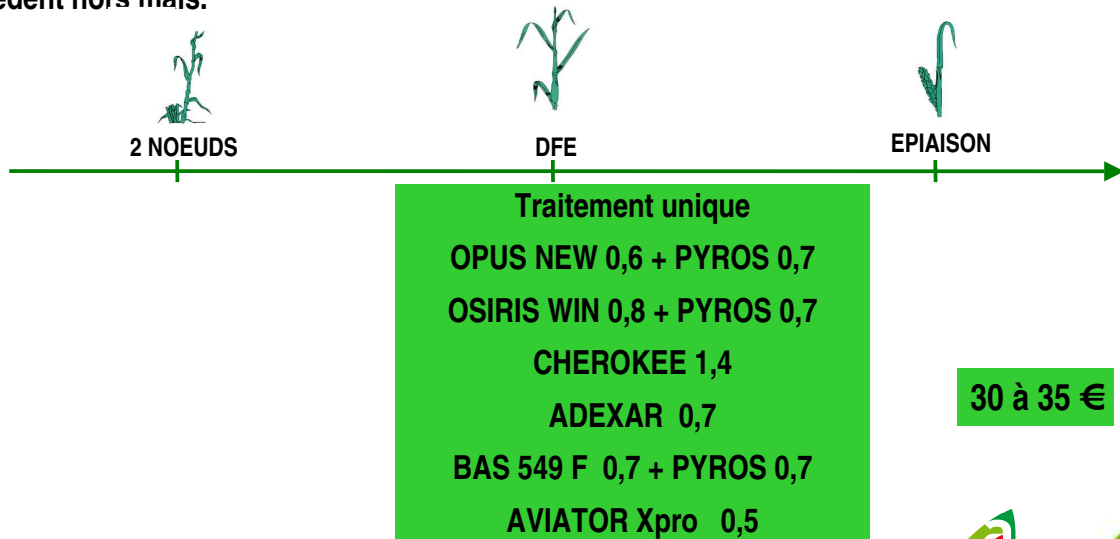 hors maïs.
2 NOEUDS
DFE
EPIAISON
Traitement unique
OPUS NEW 0,6 + PYROS 0,7
OSIRIS WIN 0,8 + PYROS 0,7
CHEROKEE 1,4
ADEXAR 0,7
30 à 35 €
BAS 549 F 0,7 + PYROS 0,7
AVIATOR Xpro 0,5